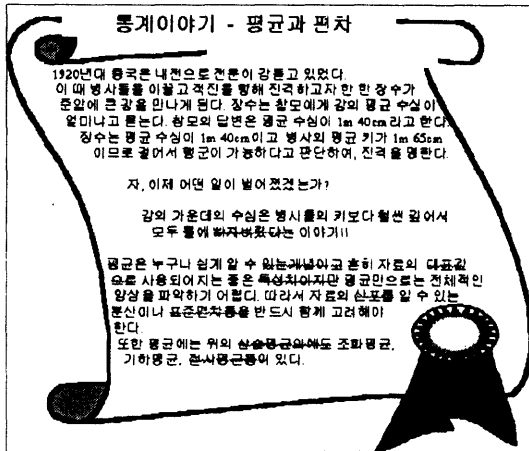 통계이야기 - 평균과 편차
1920년대 중국은 내전으로 전운이 감돌고 있었다.
이 때 병사들을 이끌고 적진을 향해 진격하고자 한 한 장수가
중앙에 큰 강을 만나게 된다. 장수는 참모에게 강의 평균 수심이
얼마냐고 묻는다. 참모의 답변은 평균 수심이 1m 40cm 라고 한다.
장수는 평균 수심이 1m 40cm이고 병사의 평균 키가 1m 65cm
이므로 걸어서 행군이 가능하다고 판단하여, 진격을 명한다.
자, 이제 어떤 일이 벌어졌겠는가?
강의 가운데의 수심은 병사들의 키보다 훨씬 깊어서
모두 물에 빠져버렸다는 이야기!!
평균은 누구나 쉽게 알 수 있는개념이고 흔히 자료의 대표값
으로 사용되어지는 좋은 특성치이지만 평균만으로는 전체적인
양상을 파악하기 어렵다. 따라서 자료의 산포를 알 수 있는
분산이나 표준편차등을 반드시 함께 고려해야
한다.
또한 평균에는 위의 산술평균외에도 조화평균,
기하평균, 절사평균등이 있다.